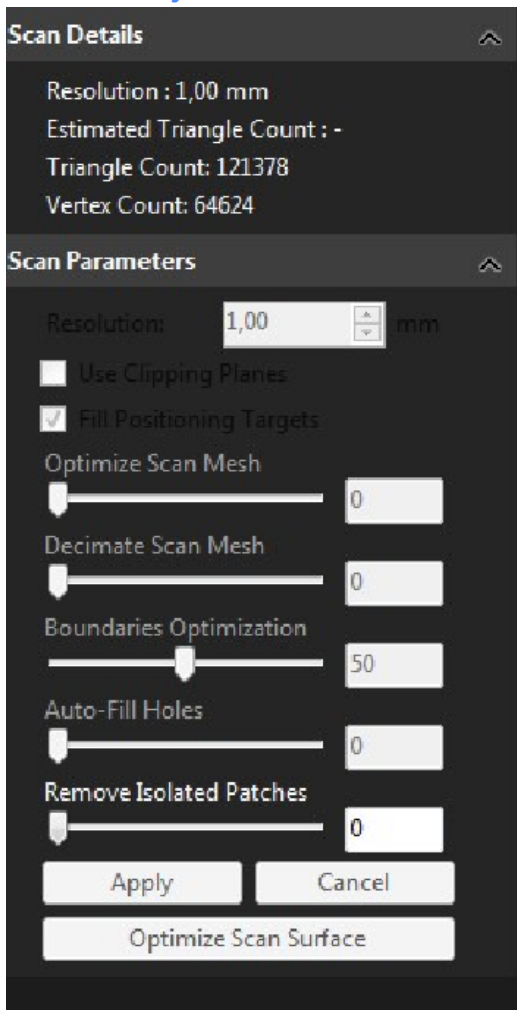 Scan Details
Resolution : 1,00 mm
Estimated Triangle Count : -
Triangle Count: 121378
Vertex Count: 64624
Scan Parameters
Resolution: 1,00 mm
Use Clipping Planes
Fill Positioning Targets
Optimize Scan Mesh
0
Decimate Scan Mesh
0
Boundaries Optimization
50
Auto-Fill Holes
0
Remove Isolated Patches
0
Apply Cancel
Optimize Scan Surface